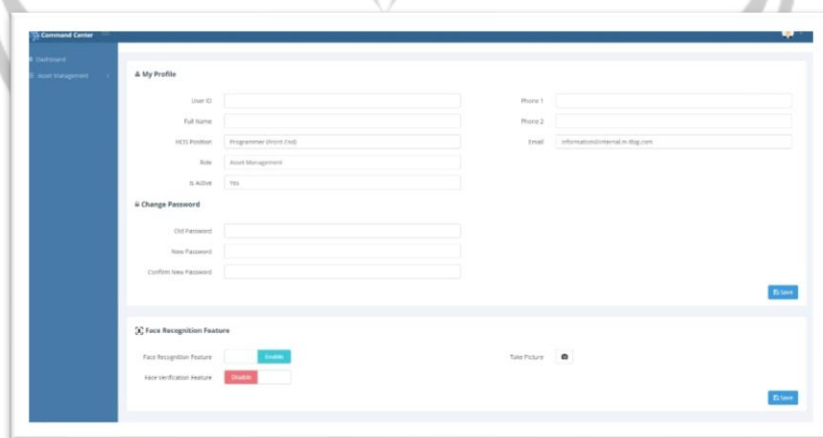 Command Center
Dashboard
Asset Management
My Profile
User ID
Phone 1
Full Name
Phone 2
HCIS Position Programmer (Front End)
Email
Role Asset Management
Is Active Yes
Change Password
Old Password
New Password
Confirm New Password
Save
Face Recognition Feature
Face Recognition Feature Enable
Take Picture
Face Verification Feature Disable
Save